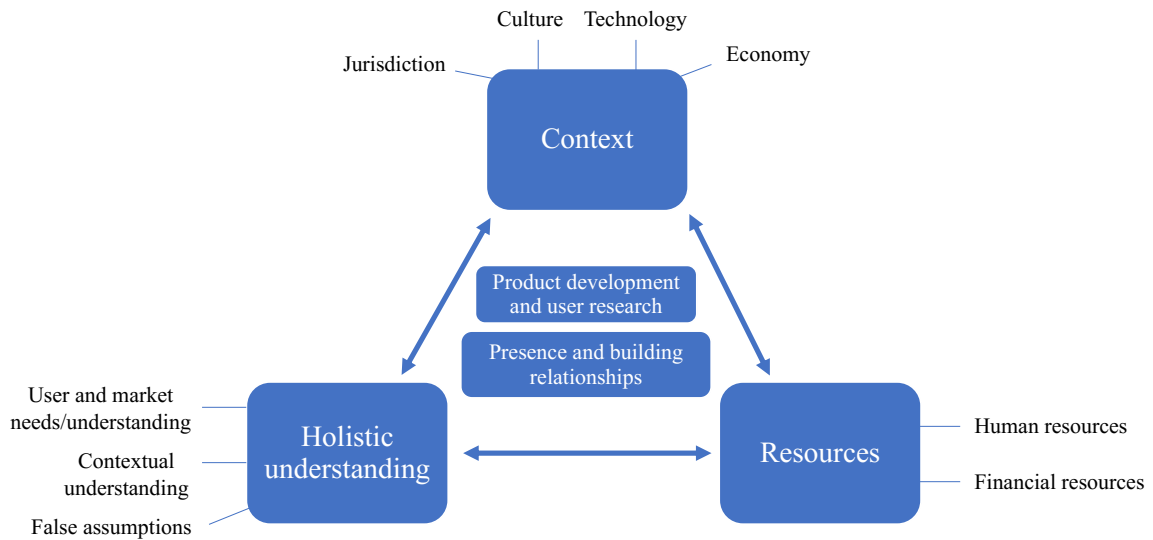 Culture
Technology
Jurisdiction
Economy
Context
Product development
and user research
Presence and building
relationships
User and market
needs/understanding
Contextual
understanding
False assumptions
Holistic
understanding
Resources
Human resources
Financial resources